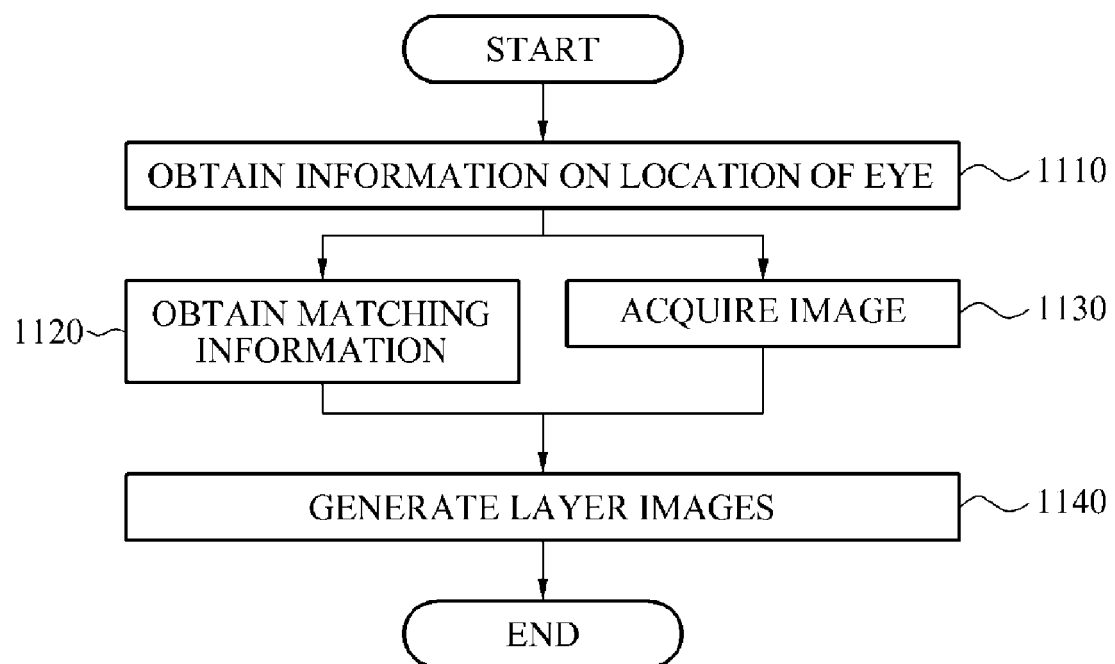 START
OBTAIN INFORMATION ON LOCATION OF EYE
1110
1120
OBTAIN MATCHING
INFORMATION
ACQUIRE IMAGE
1130
GENERATE LAYER IMAGES
1140
END